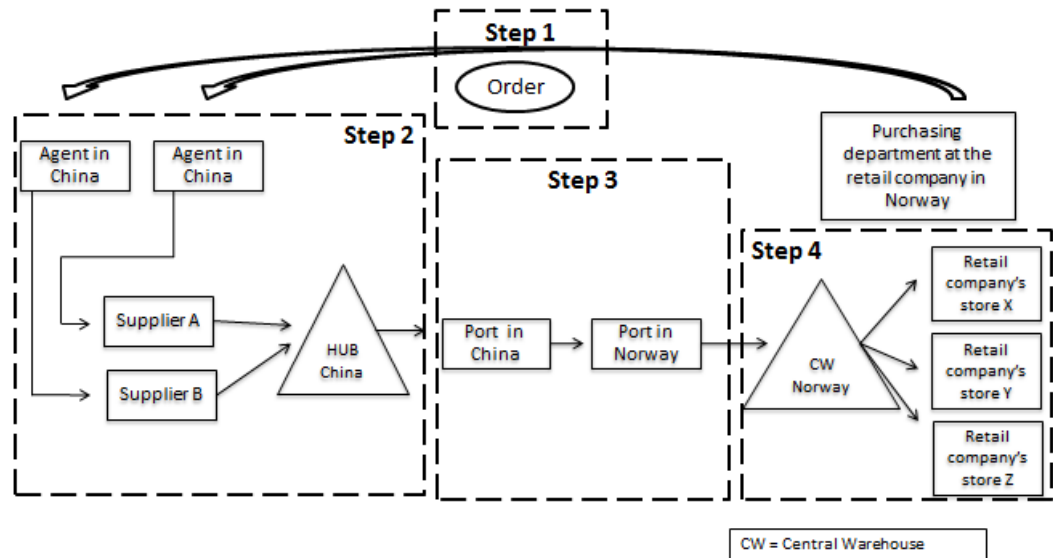 Step 1
Order
Step 2
Agent in
China
Agent in
China
Supplier A
Supplier B
HUB
China
Step 3
Port in
China
Port in
Norway
Purchasing
department at the
retail company in
Norway
Step 4
CW
Norway
Retail
company's
store X
Retail
company's
store Y
Retail
company's
store Z
CW = Central Warehouse